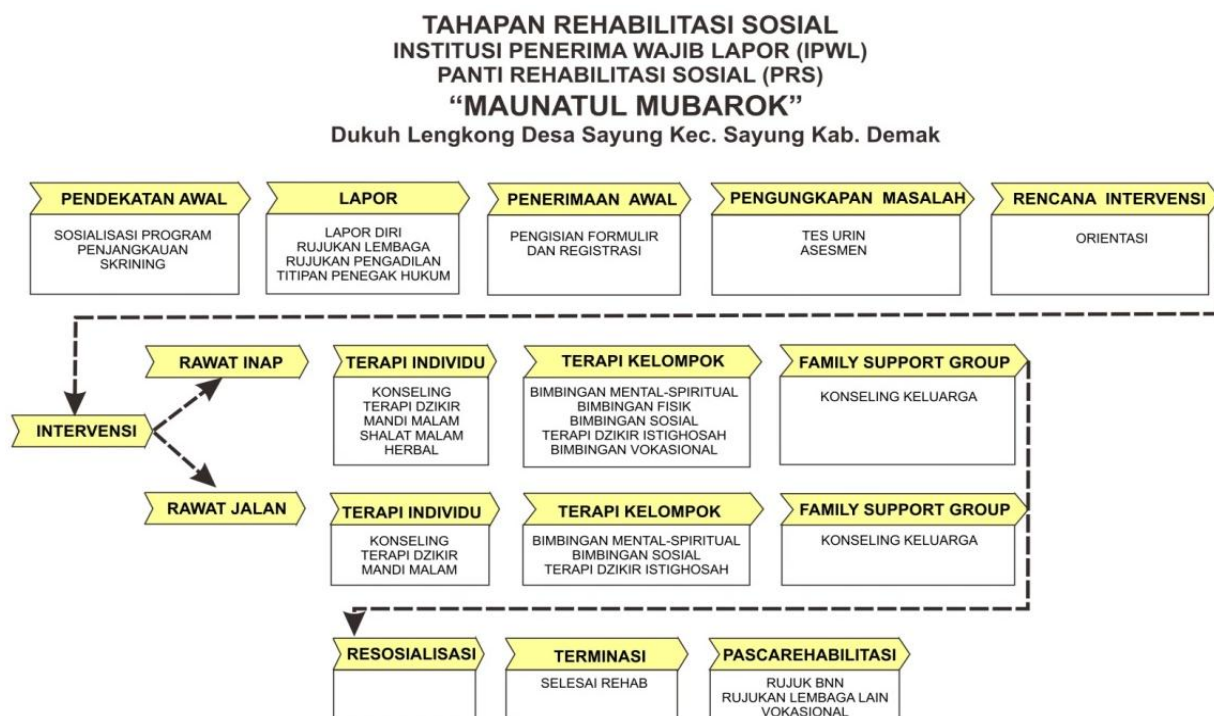 TAHAPAN REHABILITASI SOSIAL
INSTITUSI PENERIMA WAJIB LAPOR (IPWL)
PANTI REHABILITASI SOSIAL (PRS)
“MAUNATUL MUBAROK”
Dukuh Lengkong Desa Sayung Kec. Sayung Kab. Demak
PENDEKATAN AWAL
SOSIALISASI PROGRAM
PENJANGKAUAN
SKRINING
LAPOR
LAPOR DIRI
RUJUKAN LEMBAGA
RUJUKAN PENGADILAN
TITIPAN PENEGAK HUKUM
PENERIMAAN AWAL
PENGISIAN FORMULIR
DAN REGISTRASI
PENGUNGKAPAN MASALAH
TES URIN
ASESMEN
RENCANA INTERVENSI
ORIENTASI
INTERVENSI
RAWAT INAP
TERAPI INDIVIDU
KONSELING
TERAPI DZIKIR
MANDI MALAM
SHALAT MALAM
HERBAL
TERAPI KELOMPOK
BIMBINGAN MENTAL-SPIRITUAL
BIMBINGAN FISIK
BIMBINGAN SOSIAL
TERAPI DZIKIR ISTIGHOSAH
BIMBINGAN VOKASIONAL
FAMILY SUPPORT GROUP
KONSELING KELUARGA
RAWAT JALAN
TERAPI INDIVIDU
KONSELING
TERAPI DZIKIR
MANDI MALAM
TERAPI KELOMPOK
BIMBINGAN MENTAL-SPIRITUAL
BIMBINGAN SOSIAL
TERAPI DZIKIR ISTIGHOSAH
FAMILY SUPPORT GROUP
KONSELING KELUARGA
RESOSIALISASI
TERMINASI
SELESAI REHAB
PASCAREHABILITASI
RUJUK BNN
RUJUKAN LEMBAGA LAIN
VOKASIONAL